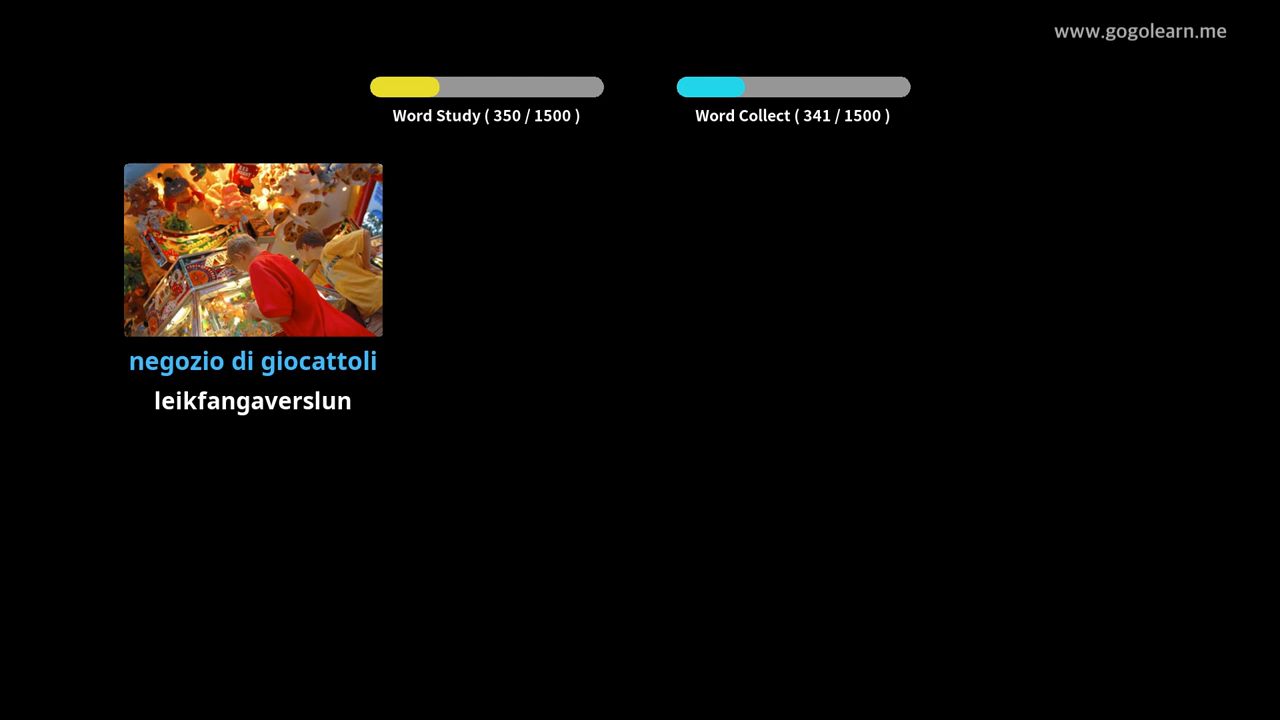 www.gogolearn.me
Word Study ( 350 / 1500 )
Word Collect ( 341 / 1500 )
negozio di giocattoli
leikfangaverslun